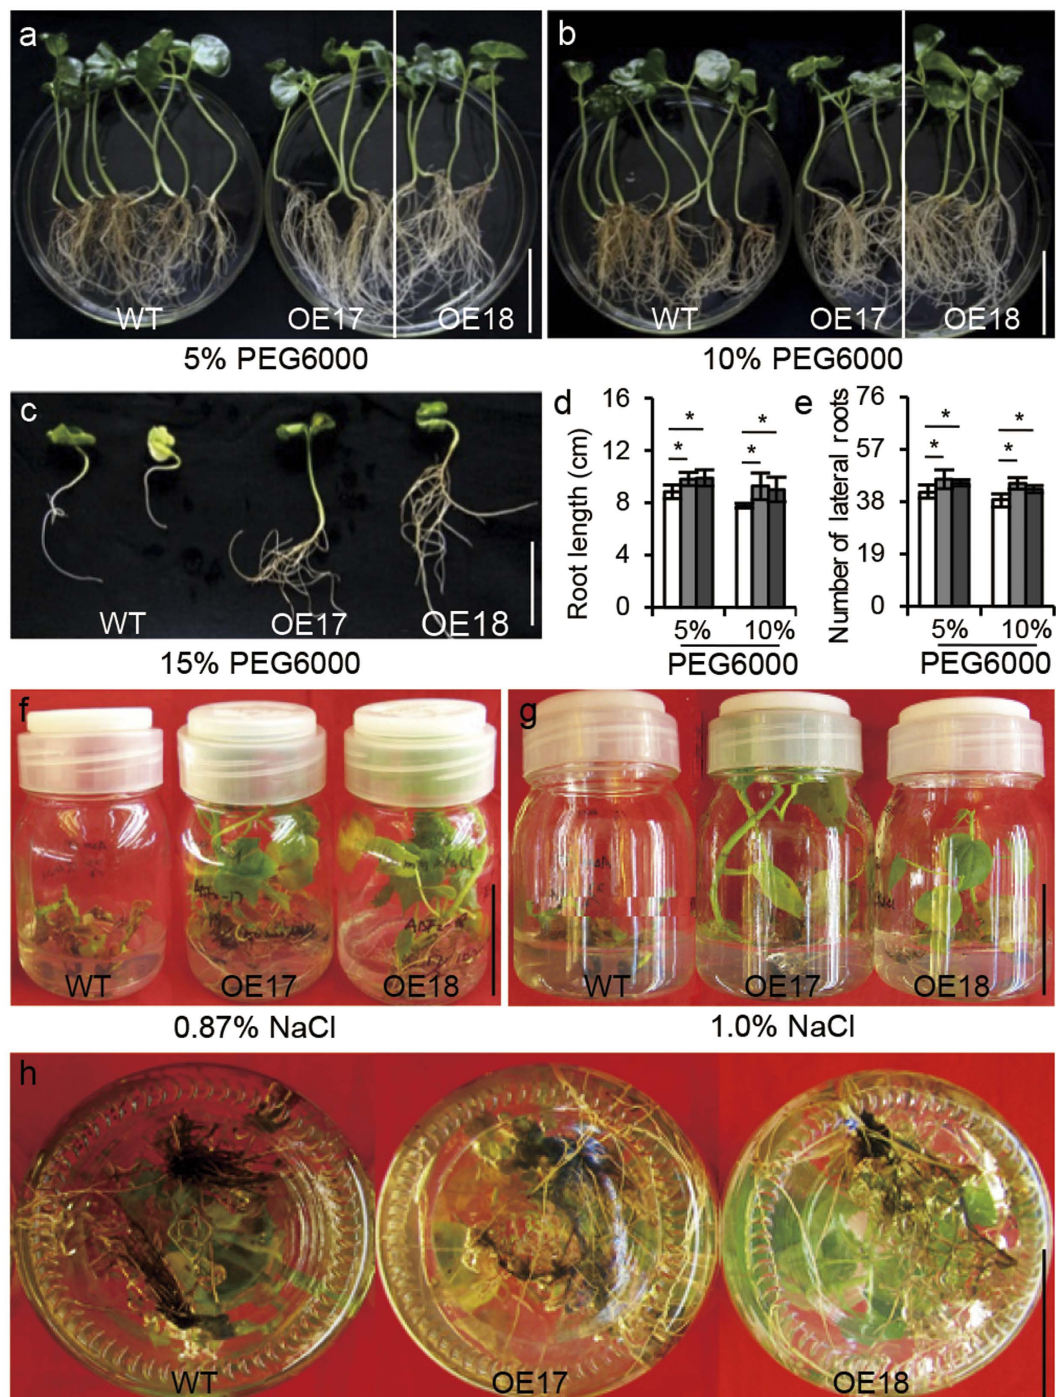 a
WT
OE17
OE18
5% PEG6000
b
WT
OE17
OE18
10% PEG6000
c
WT
OE17
OE18
15% PEG6000
d
Root length (cm)
16
12
8
4
0
* * * *
5% 10%
PEG6000
e
Number of lateral roots
76
57
38
19
0
* * * *
5% 10%
PEG6000
f
WT
OE17
OE18
0.87% NaCl
g
WT
OE17
OE18
1.0% NaCl
h
WT
OE17
OE18